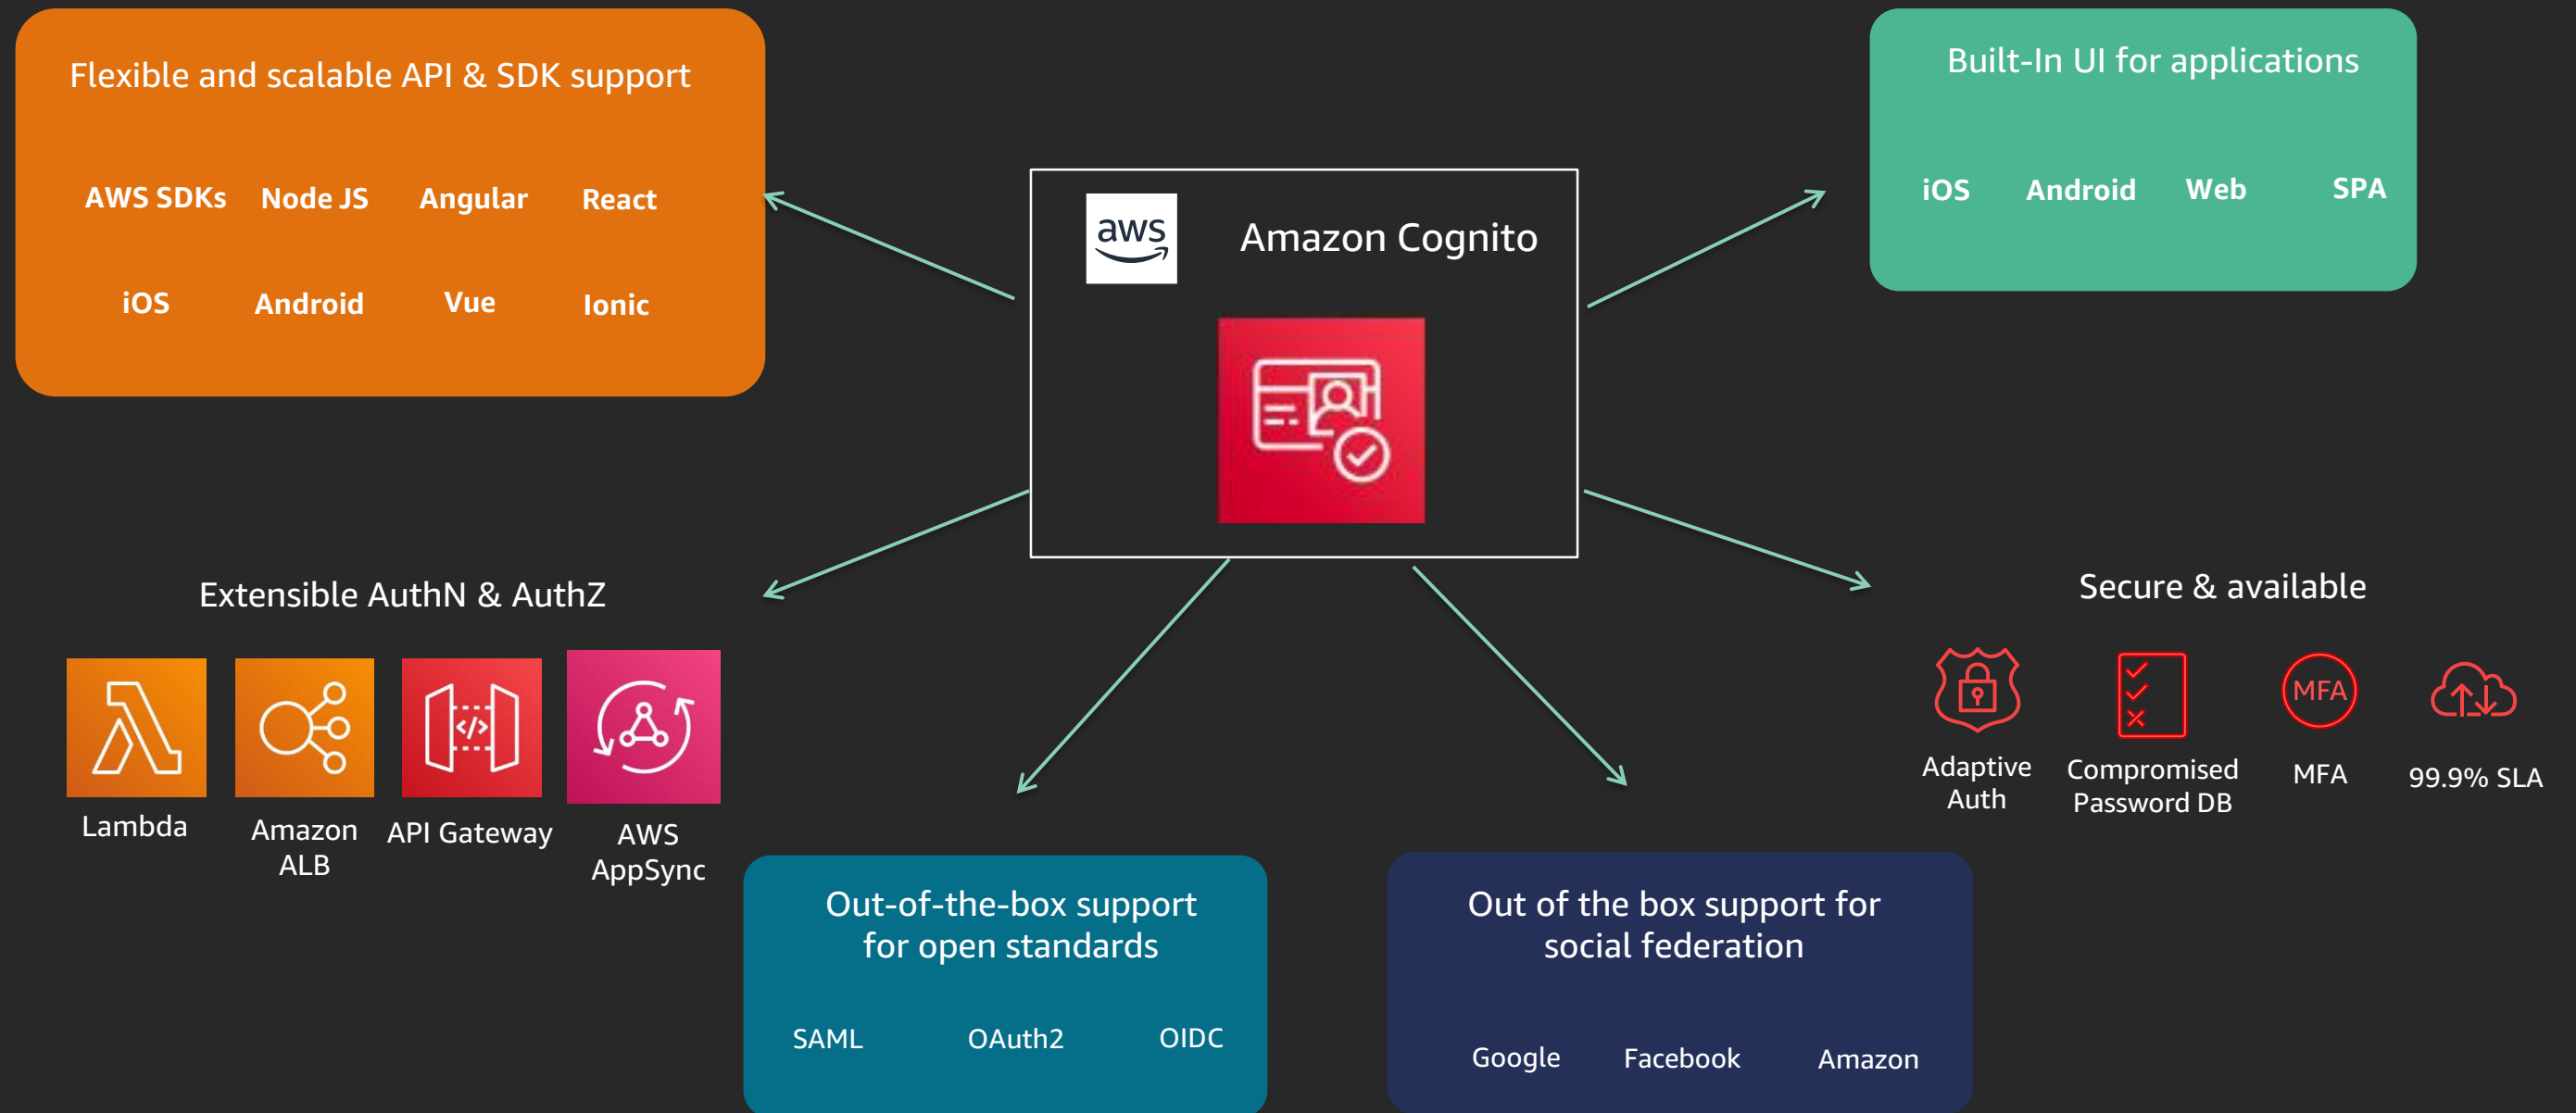 Flexible and scalable API & SDK support
AWS SDKs Node JS Angular React
iOS Android Vue Ionic
aws
Amazon Cognito
Built-In UI for applications
iOS Android Web SPA
Extensible AuthN & AuthZ
Lambda
Amazon
ALB
API Gateway
AWS
AppSync
</>
Secure & available
MFA
Adaptive
Auth
Compromised
Password DB
MFA
99.9% SLA
Out-of-the-box support
for open standards
SAML OAuth2 OIDC
Out of the box support for
social federation
Google Facebook Amazon